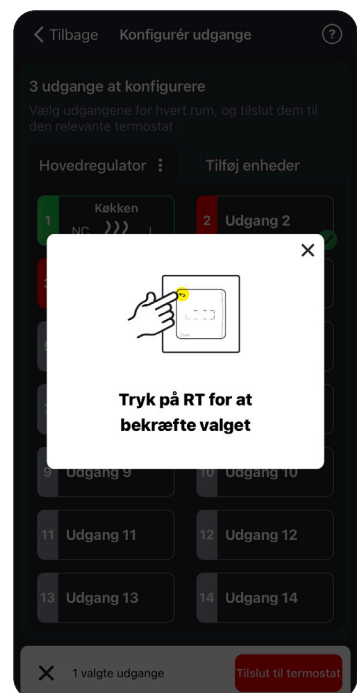 Tilbage Konfigurér udgange ?
3 udgange at konfigurere
Vælg udgangene for hvert rum, og tilslut dem til
den relevante termostat
Hovedregulator Tilføj enheder
1 Køkken
NC
2 Udgang 2
Tryk på RT for at
bekræfte valget
9 Udgang 9
10 Udgang 10
11 Udgang 11
12 Udgang 12
13 Udgang 13
14 Udgang 14
1 valgte udgange Tilslut til termostat